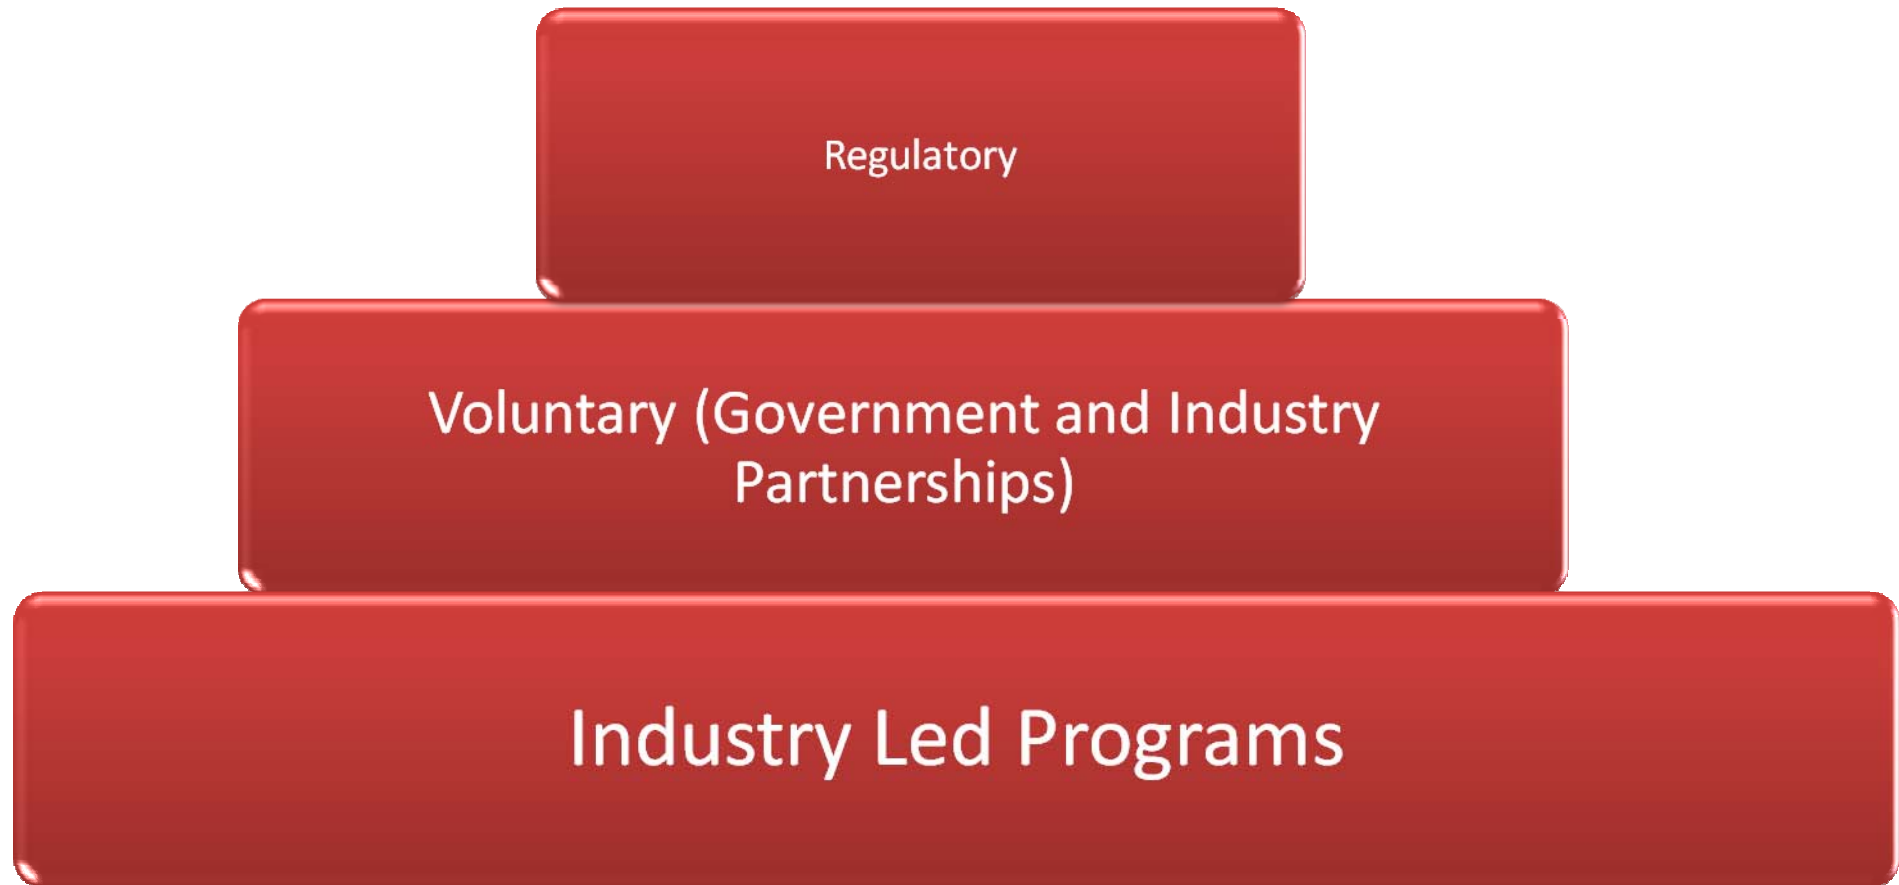 Regulatory
Voluntary (Government and Industry
Partnerships)
Industry Led Programs